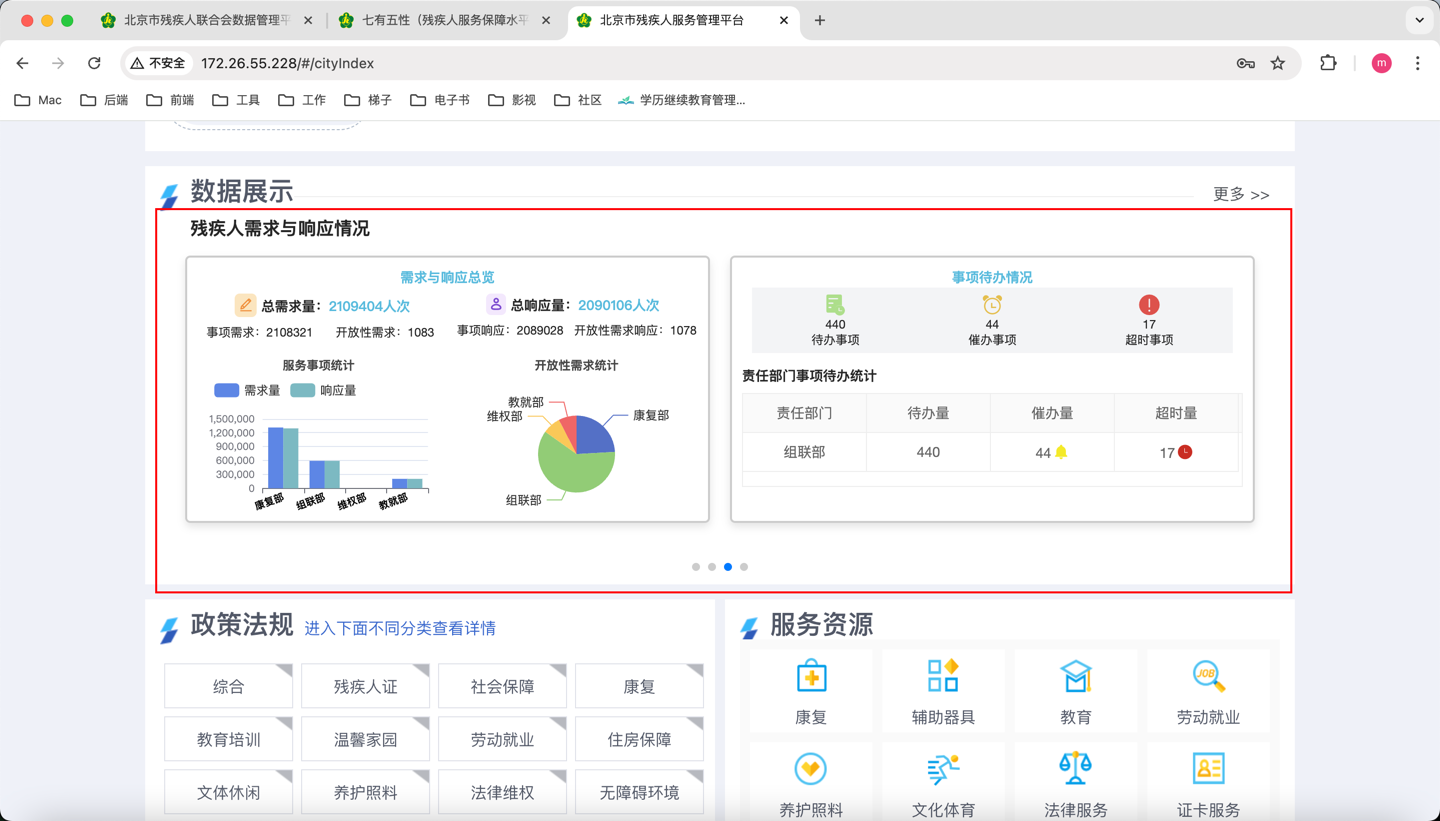 北京市残疾人联合会数据管理平
七有五性（残疾人服务保障水平
北京市残疾人服务管理平台
不安全
172.26.55.228/#/cityIndex
m
Mac
后端
前端
工具
工作
梯子
电子书
影视
社区
学历继续教育管理...
数据展示
更多 >>
残疾人需求与响应情况
需求与响应总览
总需求量：2109404人次
总响应量：2090106人次
事项需求：2108321
开放性需求：1083
事项响应：2089028
开放性需求响应：1078
服务事项统计
需求量
响应量
1,500,000
1,200,000
900,000
600,000
300,000
0
康复部
组联部
维权部
教就部
开放性需求统计
教就部
维权部
康复部
组联部
事项待办情况
440
待办事项
44
催办事项
17
超时事项
责任部门事项待办统计
责任部门 待办量 催办量 超时量
组联部 440 44 17
政策法规
进入下面不同分类查看详情
综合 残疾人证 社会保障 康复
教育培训 温馨家园 劳动就业 住房保障
文体休闲 养护照料 法律维权 无障碍环境
服务资源
JOB
康复 辅助器具 教育 劳动就业
养护照料 文化体育 法律服务 证卡服务